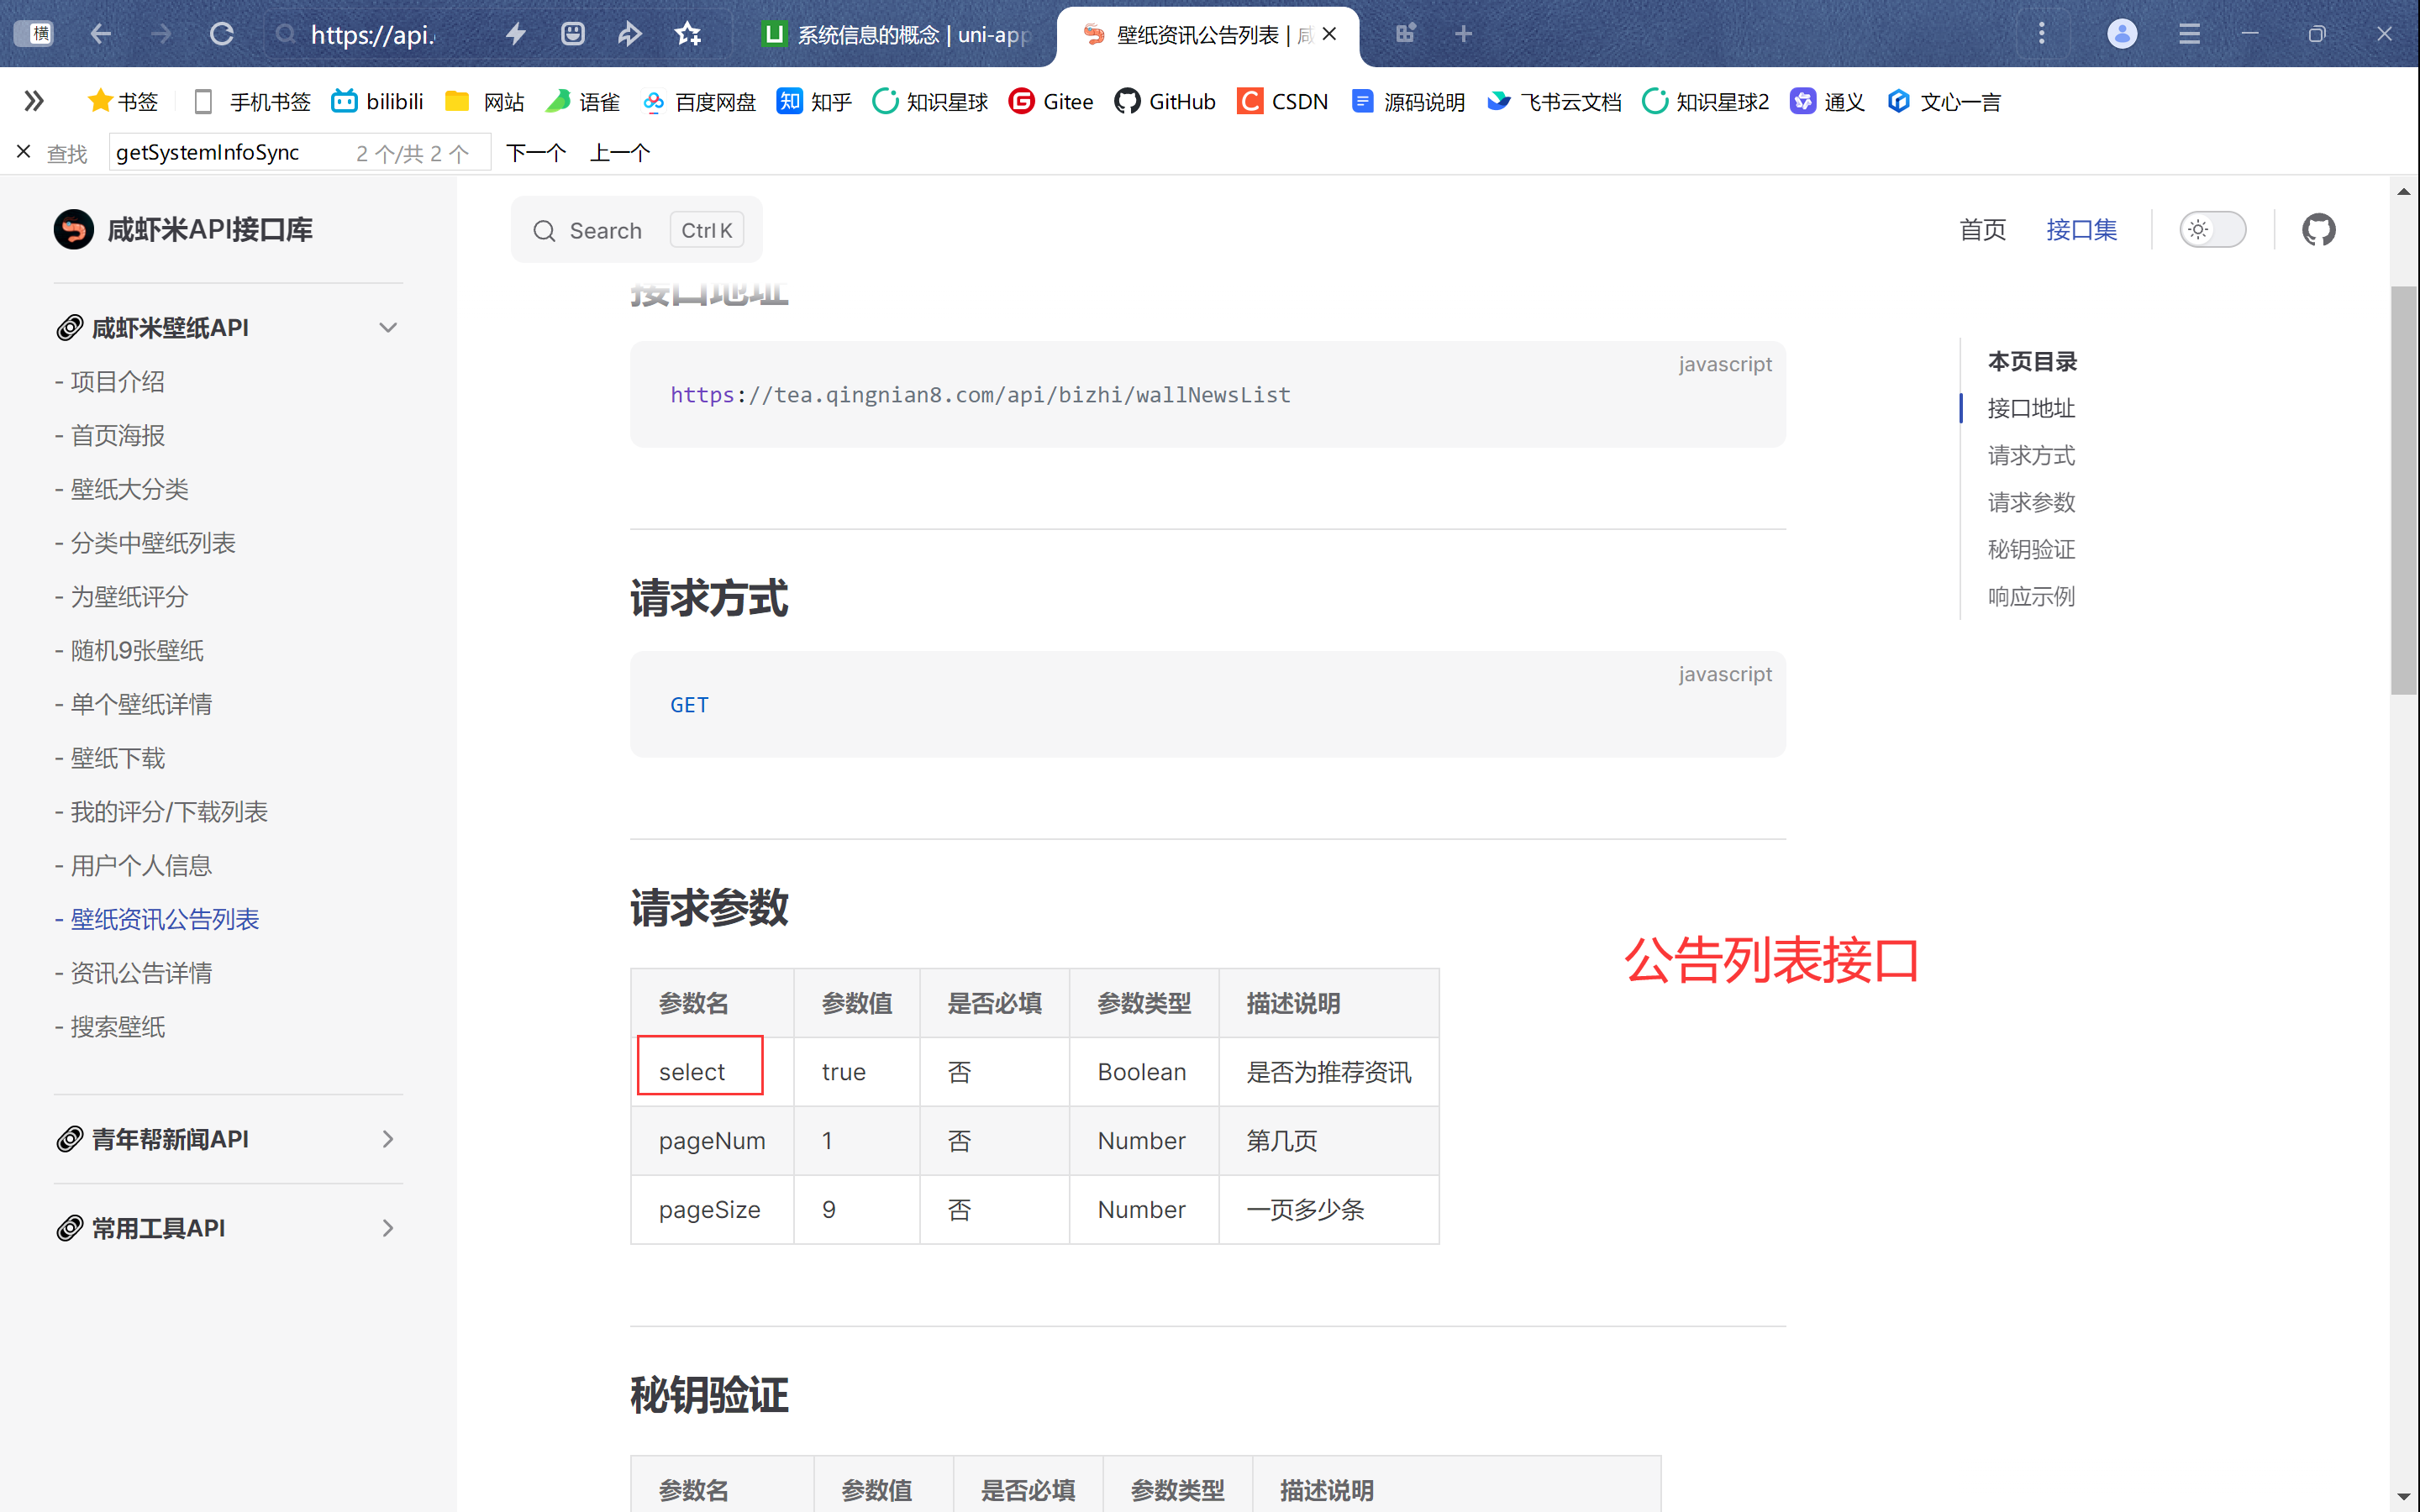 横
https://api.
系统信息的概念 | uni-app
壁纸资讯公告列表 | 咸
书签
手机书签
bilibili
网站
语雀
百度网盘
知乎
知识星球
Gitee
GitHub
CSDN
源码说明
飞书云文档
知识星球2
通义
文心一言
查找
getSystemInfoSync
2 个/共 2 个
下一个
上一个
咸虾米API接口库
Search
Ctrl K
首页
接口集
咸虾米壁纸API
- 项目介绍
- 首页海报
- 壁纸大分类
- 分类中壁纸列表
- 为壁纸评分
- 随机9张壁纸
- 单个壁纸详情
- 壁纸下载
- 我的评分/下载列表
- 用户个人信息
- 壁纸资讯公告列表
- 资讯公告详情
- 搜索壁纸
青年帮新闻API
常用工具API
接口地址
javascript
https://tea.qingnian8.com/api/bizhi/wallNewsList
请求方式
javascript
GET
请求参数
参数名 参数值 是否必填 参数类型 描述说明
select true 否 Boolean 是否为推荐资讯
pageNum 1 否 Number 第几页
pageSize 9 否 Number 一页多少条
公告列表接口
秘钥验证
参数名 参数值 是否必填 参数类型 描述说明
本页目录
接口地址
请求方式
请求参数
秘钥验证
响应示例